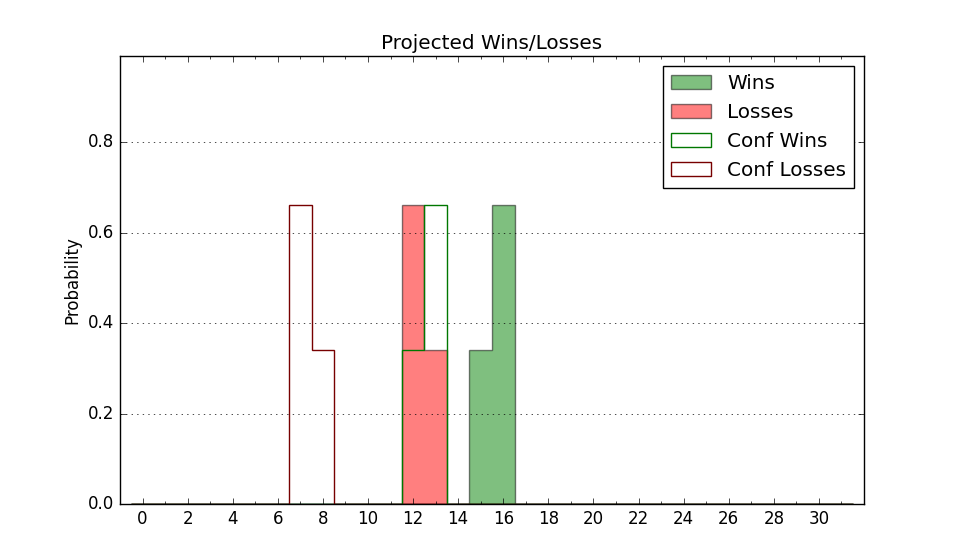 Projected Wins/Losses
Wins
Losses
Conf Wins
Conf Losses
Probability
0.8
0.6
0.4
0.2
0.0
0 2 4 6 8 10 12 14 16 18 20 22 24 26 28 30